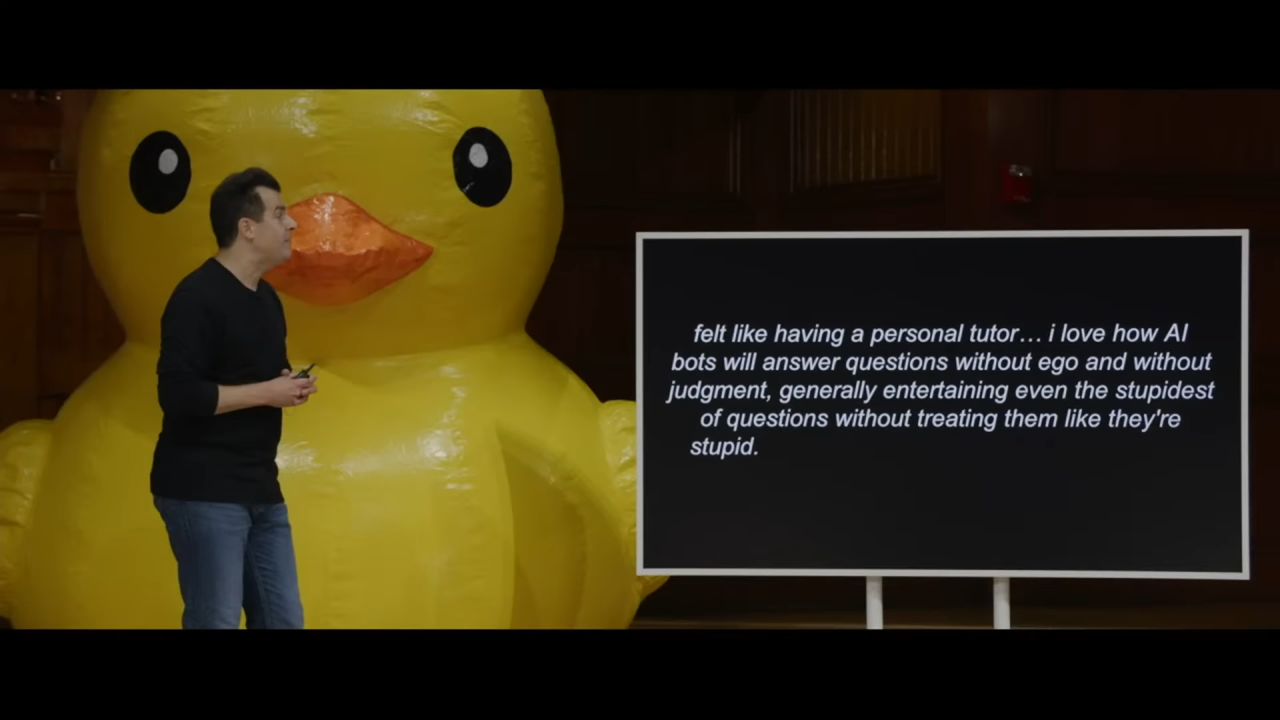 felt like having a personal tutor… i love how AI
bots will answer questions without ego and without
judgment, generally entertaining even the stupidest
of questions without treating them like they're
stupid.